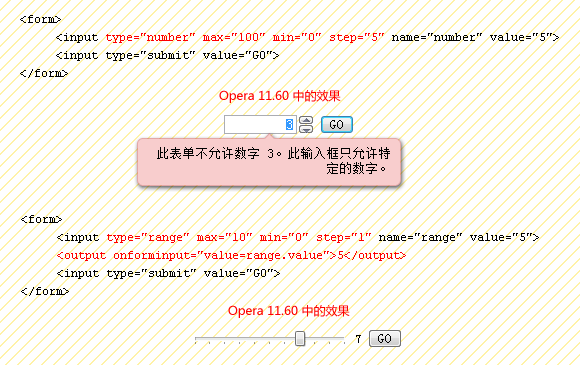 <form>
<input type="number" max="100" min="0" step="5" name="number" value="5">
<input type="submit" value="GO">
</form>
Opera 11.60 中的效果
3 GO
此表单不允许数字 3。此输入框只允许特
定的数字。
<form>
<input type="range" max="10" min="0" step="1" name="range" value="5">
<output onforminput="value=range.value">5</output>
<input type="submit" value="GO">
</form>
Opera 11.60 中的效果
7 GO